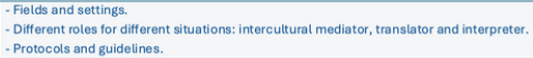 - Fields and settings.
- Different roles for different situations: intercultural mediator, translator and interpreter.
- Protocols and guidelines.